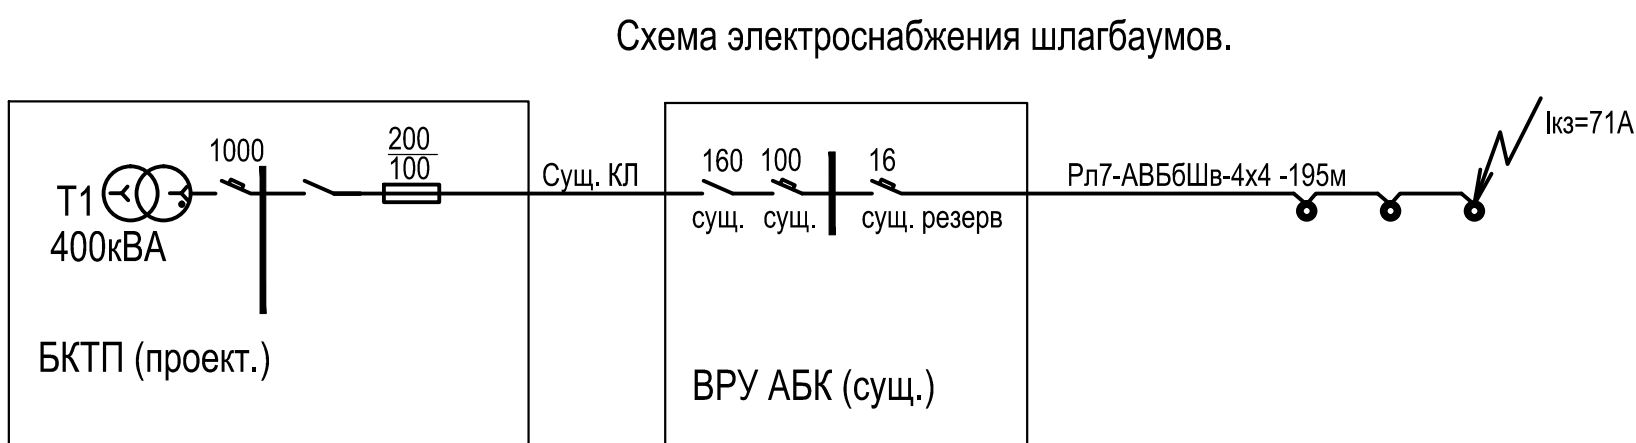 Схема электроснабжения шлагбаумов.
Т1
400кВА
1000
200
100
БКТП (проект.)
Сущ. КЛ
160
сущ.
100
сущ.
16
сущ. резерв
ВРУ АБК (сущ.)
Рл7-АВБбШв-4х4 -195м
Iкз=71А